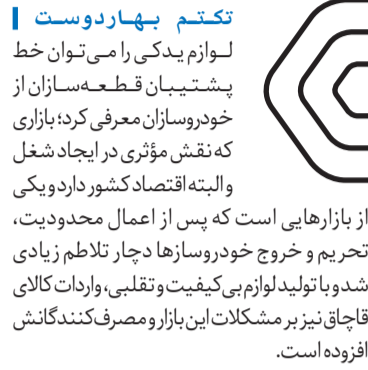 تکتم بهاردوست
لوازم یدکی را می‌توان خط
پشتیبان قطعه‌سازان از
خودروسازان معرفی کرد؛ بازاری
که نقش مؤثری در ایجاد شغل
و البته اقتصاد کشور دارد و یکی
از بازارهایی است که پس از اعمال محدودیت،
تحریم و خروج خودروسازها دچار تلاطم زیادی
شد و با تولید لوازم بی‌کیفیت و تقلبی، واردات کالای
قاچاق نیز بر مشکلات این بازار و مصرف‌کنندگانش
افزوده است.